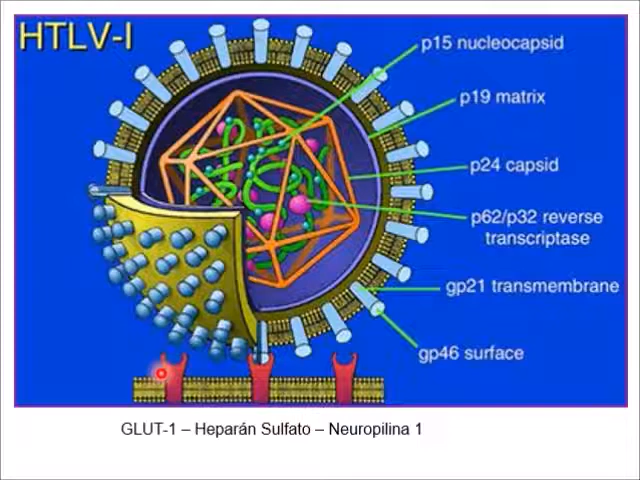 HTLV-I
p15 nucleocapsid
p19 matrix
p24 capsid
p62/p32 reverse
transcriptase
gp21 transmembrane
gp46 surface
GLUT-1 – Heparán Sulfato – Neuropilina 1